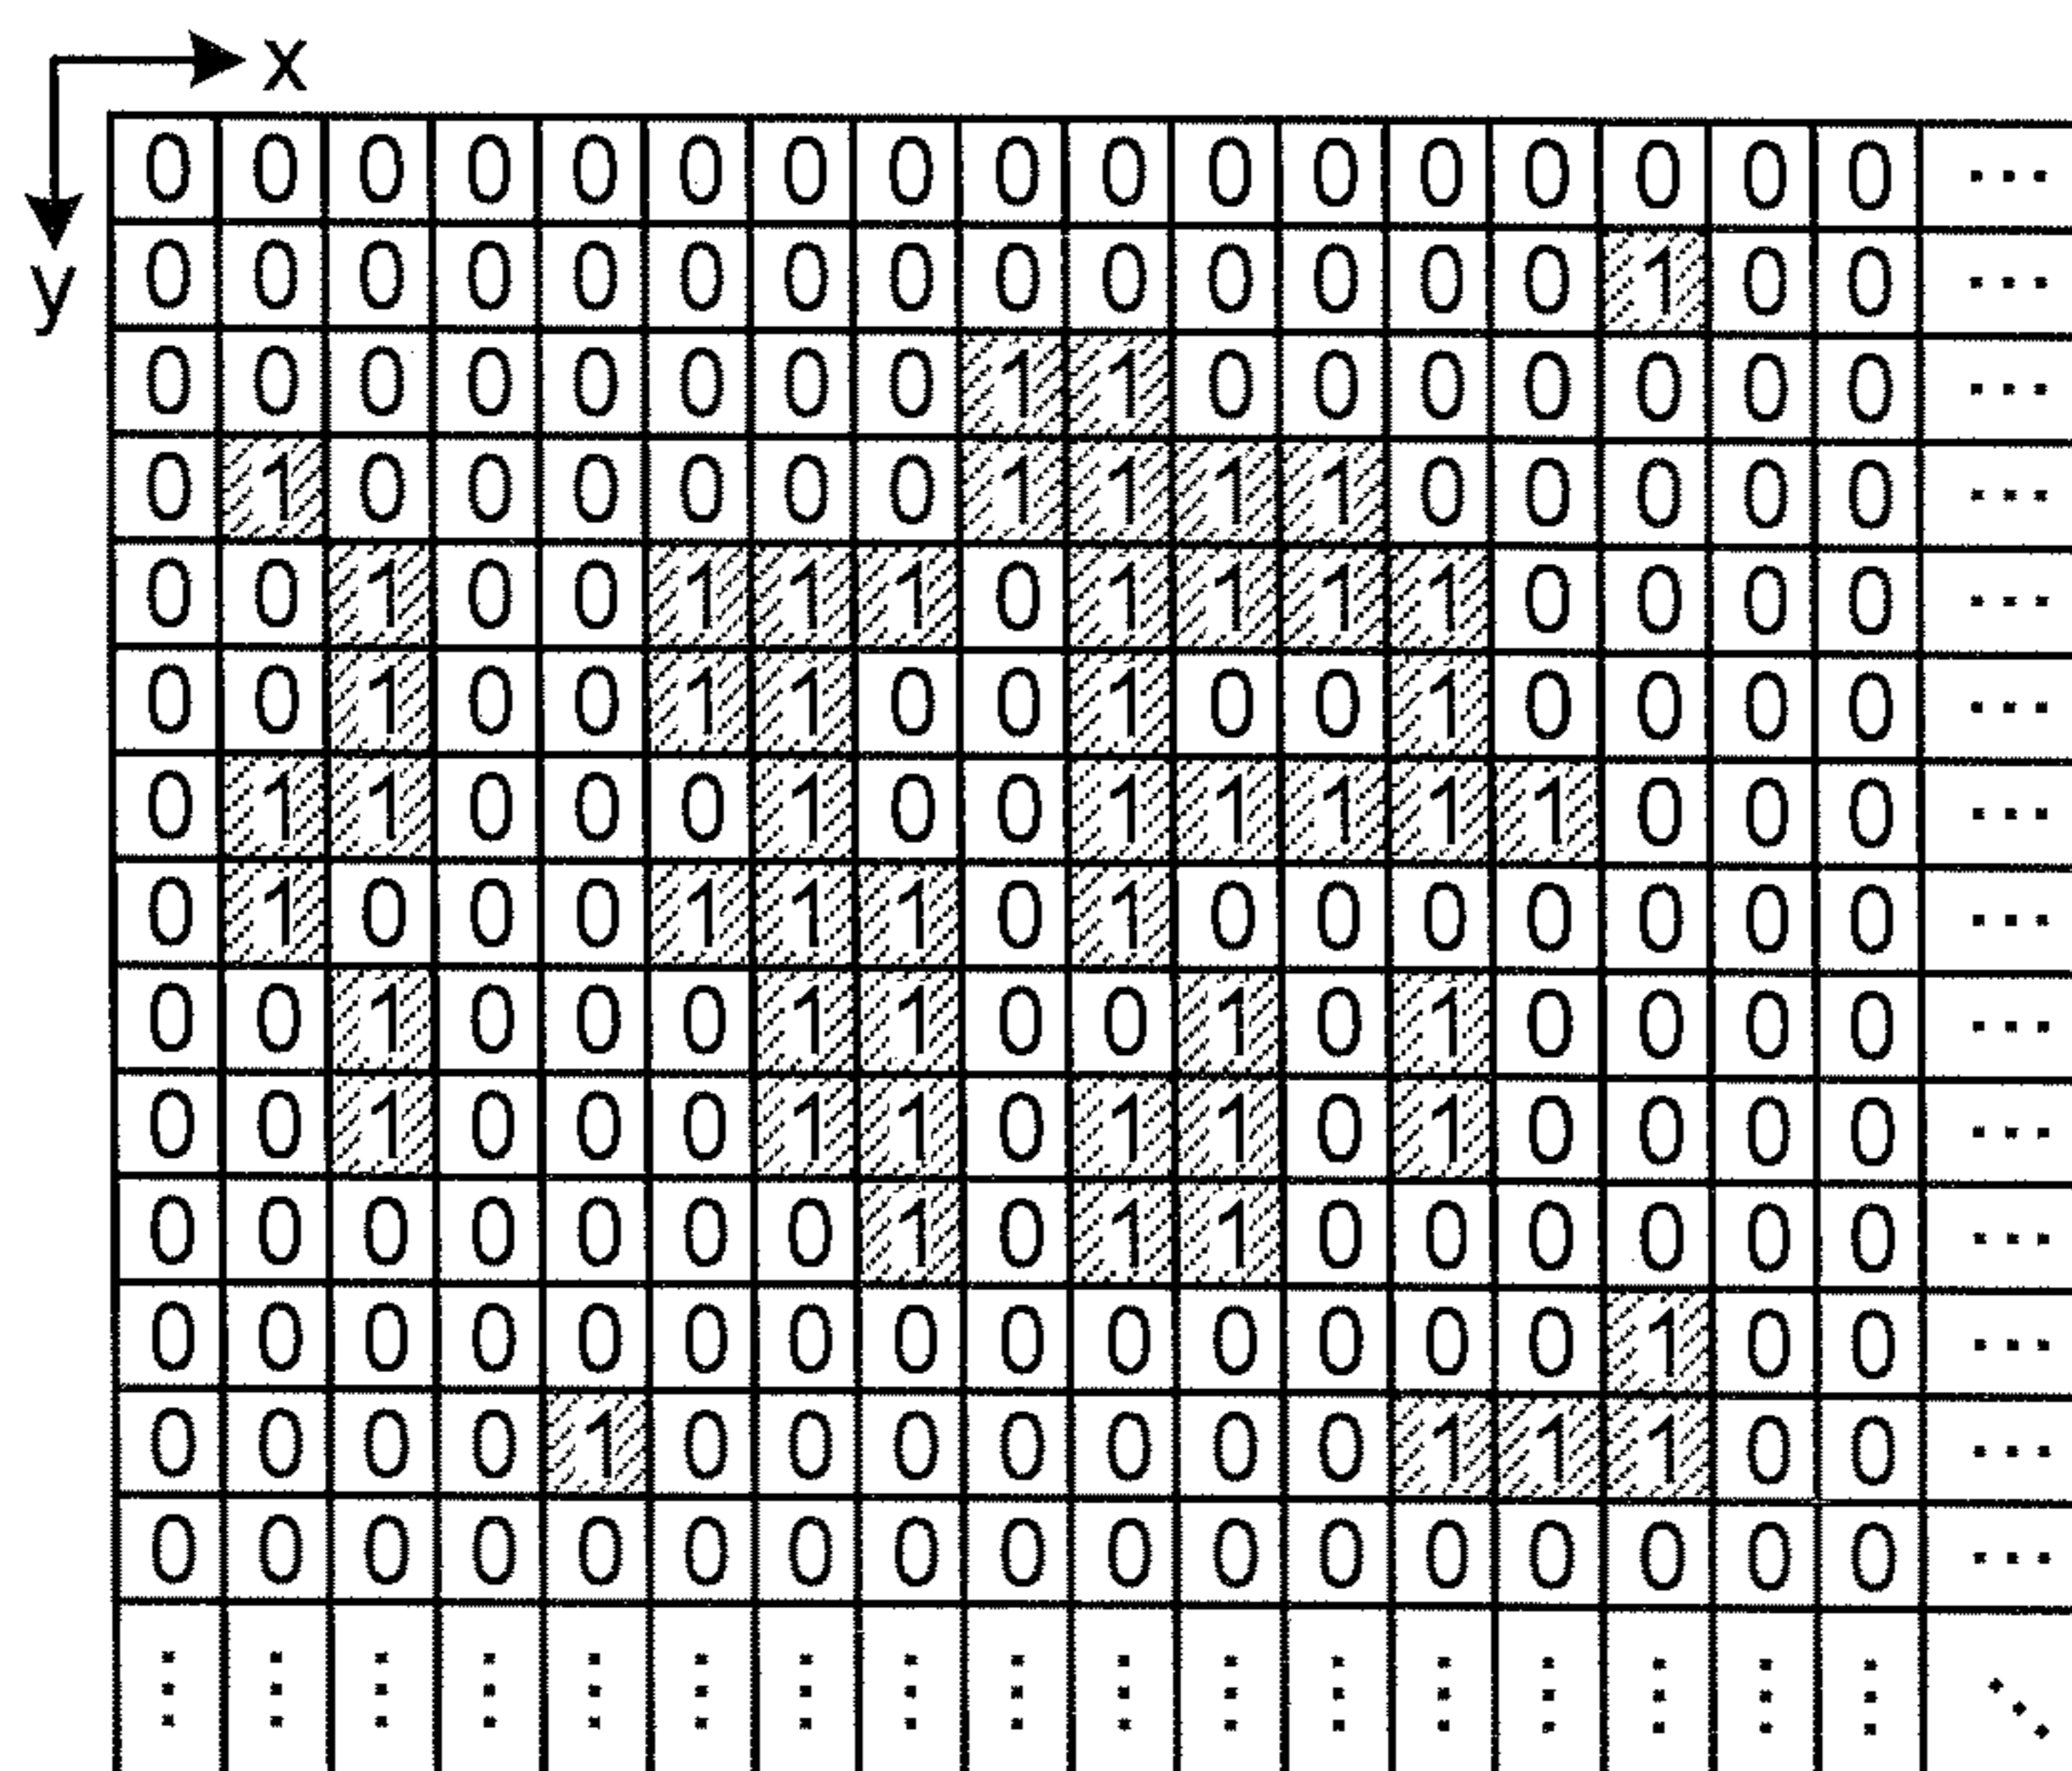 x
y
0 0 0 0 0 0 0 0 0 0 0 0 0 0 0 0 0 ...
0 0 0 0 0 0 0 0 0 0 0 0 0 0 1 0 0 ...
0 0 0 0 0 0 0 0 1 1 0 0 0 0 0 0 0 ...
0 1 0 0 0 0 0 0 1 1 1 1 0 0 0 0 0 ...
0 0 1 0 0 1 1 1 0 1 1 1 1 0 0 0 0 ...
0 0 1 0 0 1 1 0 0 1 0 0 1 0 0 0 0 ...
0 1 1 0 0 0 1 0 0 1 1 1 1 1 0 0 0 ...
0 1 0 0 0 1 1 1 0 1 0 0 0 0 0 0 0 ...
0 0 1 0 0 0 1 1 0 0 1 0 1 0 0 0 0 ...
0 0 1 0 0 0 1 1 0 1 1 0 1 0 0 0 0 ...
0 0 0 0 0 0 0 1 0 1 1 0 0 0 0 0 0 ...
0 0 0 0 0 0 0 0 0 0 0 0 0 0 1 0 0 ...
0 0 0 0 1 0 0 0 0 0 0 0 1 1 1 0 0 ...
0 0 0 0 0 0 0 0 0 0 0 0 0 0 0 0 0 ...